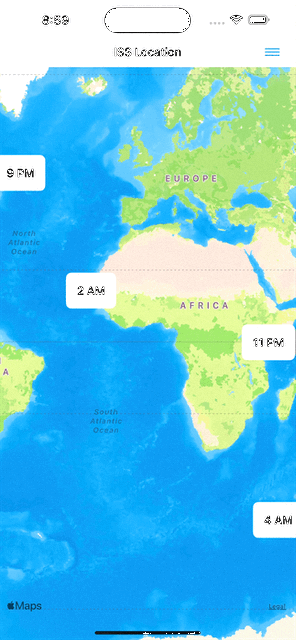 8:59
ISS Location
EUROPE
9 PM
North
Atlantic
Ocean
2 AM
AFRICA
11 PM
A
South
Atlantic
Ocean
4 AM
Maps
Legal